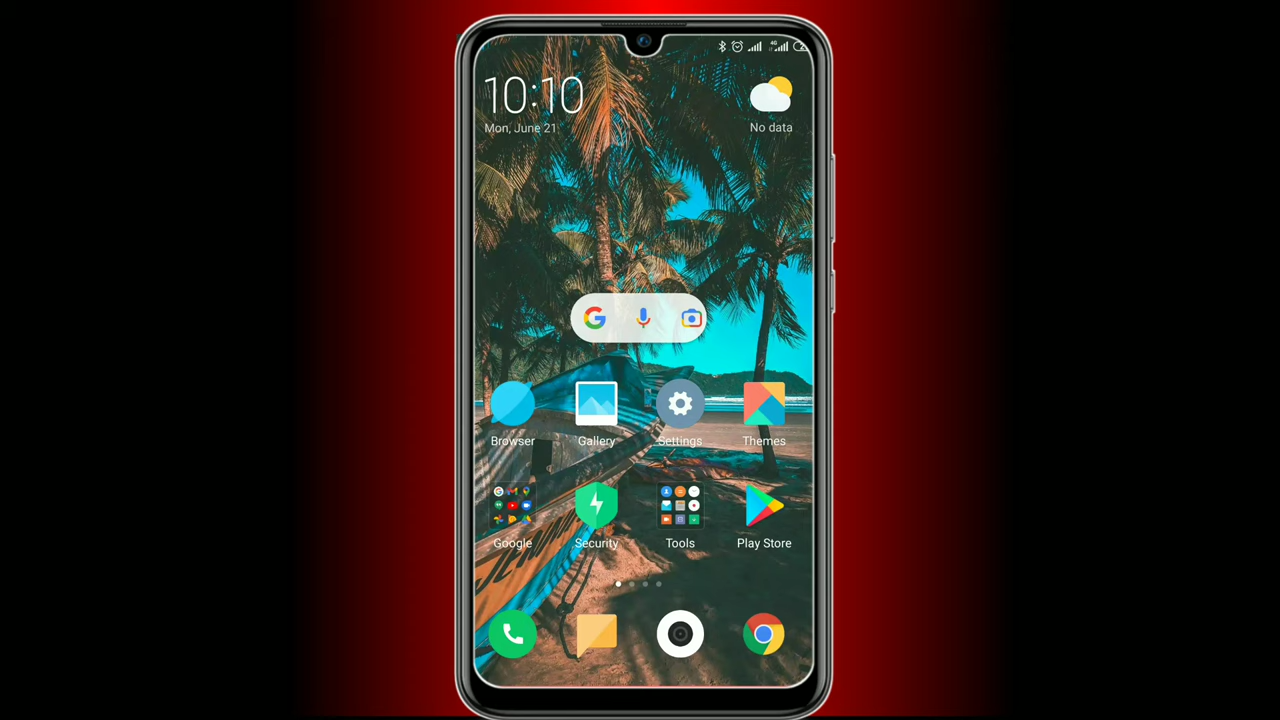 10:10
Mon, June 21
No data
Browser
Gallery
Settings
Themes
Google
Security
Tools
Play Store